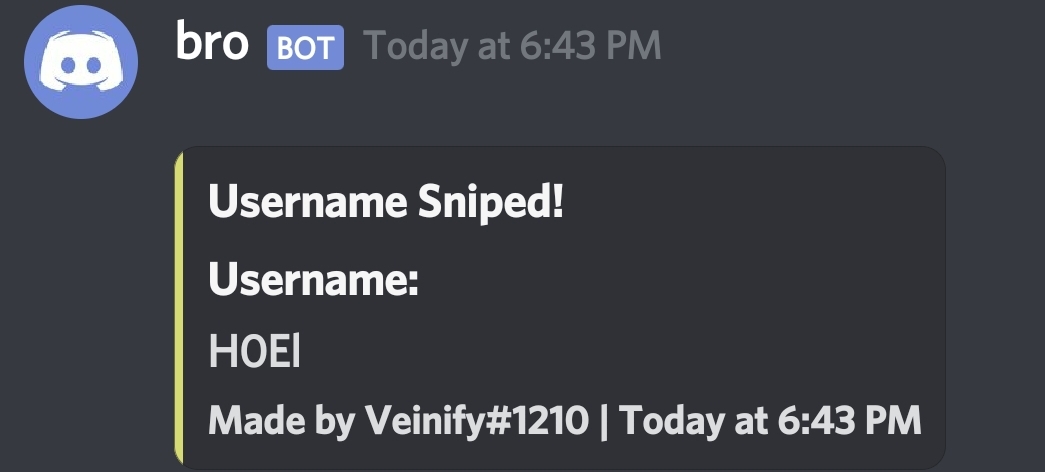 bro BOT Today at 6:43 PM
Username Sniped!
Username:
H0El
Made by Veinify#1210 | Today at 6:43 PM